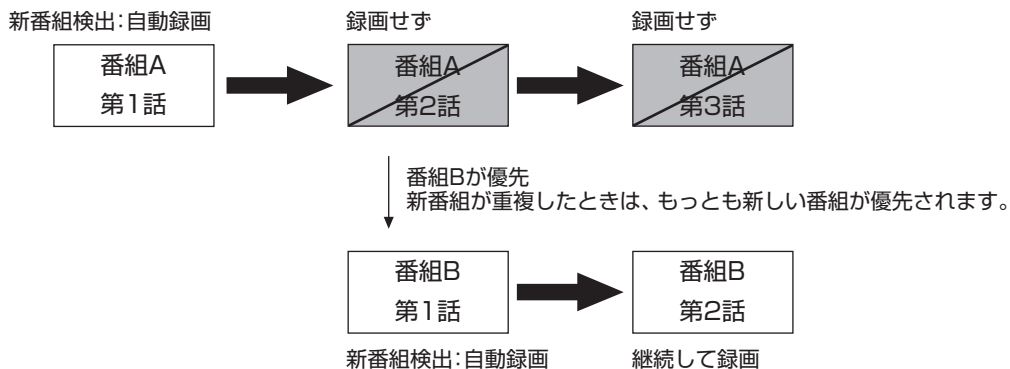 新番組検出：自動録画
録画せず
録画せず
番組A
第1話
番組A
第2話
番組A
第3話
番組Bが優先
新番組が重複したときは、もっとも新しい番組が優先されます。
番組B
第1話
番組B
第2話
新番組検出：自動録画
継続して録画